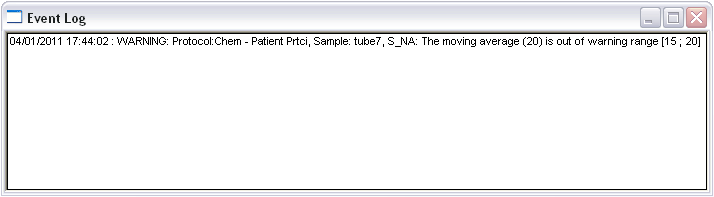 Event Log
04/01/2011 17:44:02 : WARNING: Protocol:Chem - Patient Prtci, Sample: tube7, S_NA: The moving average (20) is out of warning range [15 ; 20]